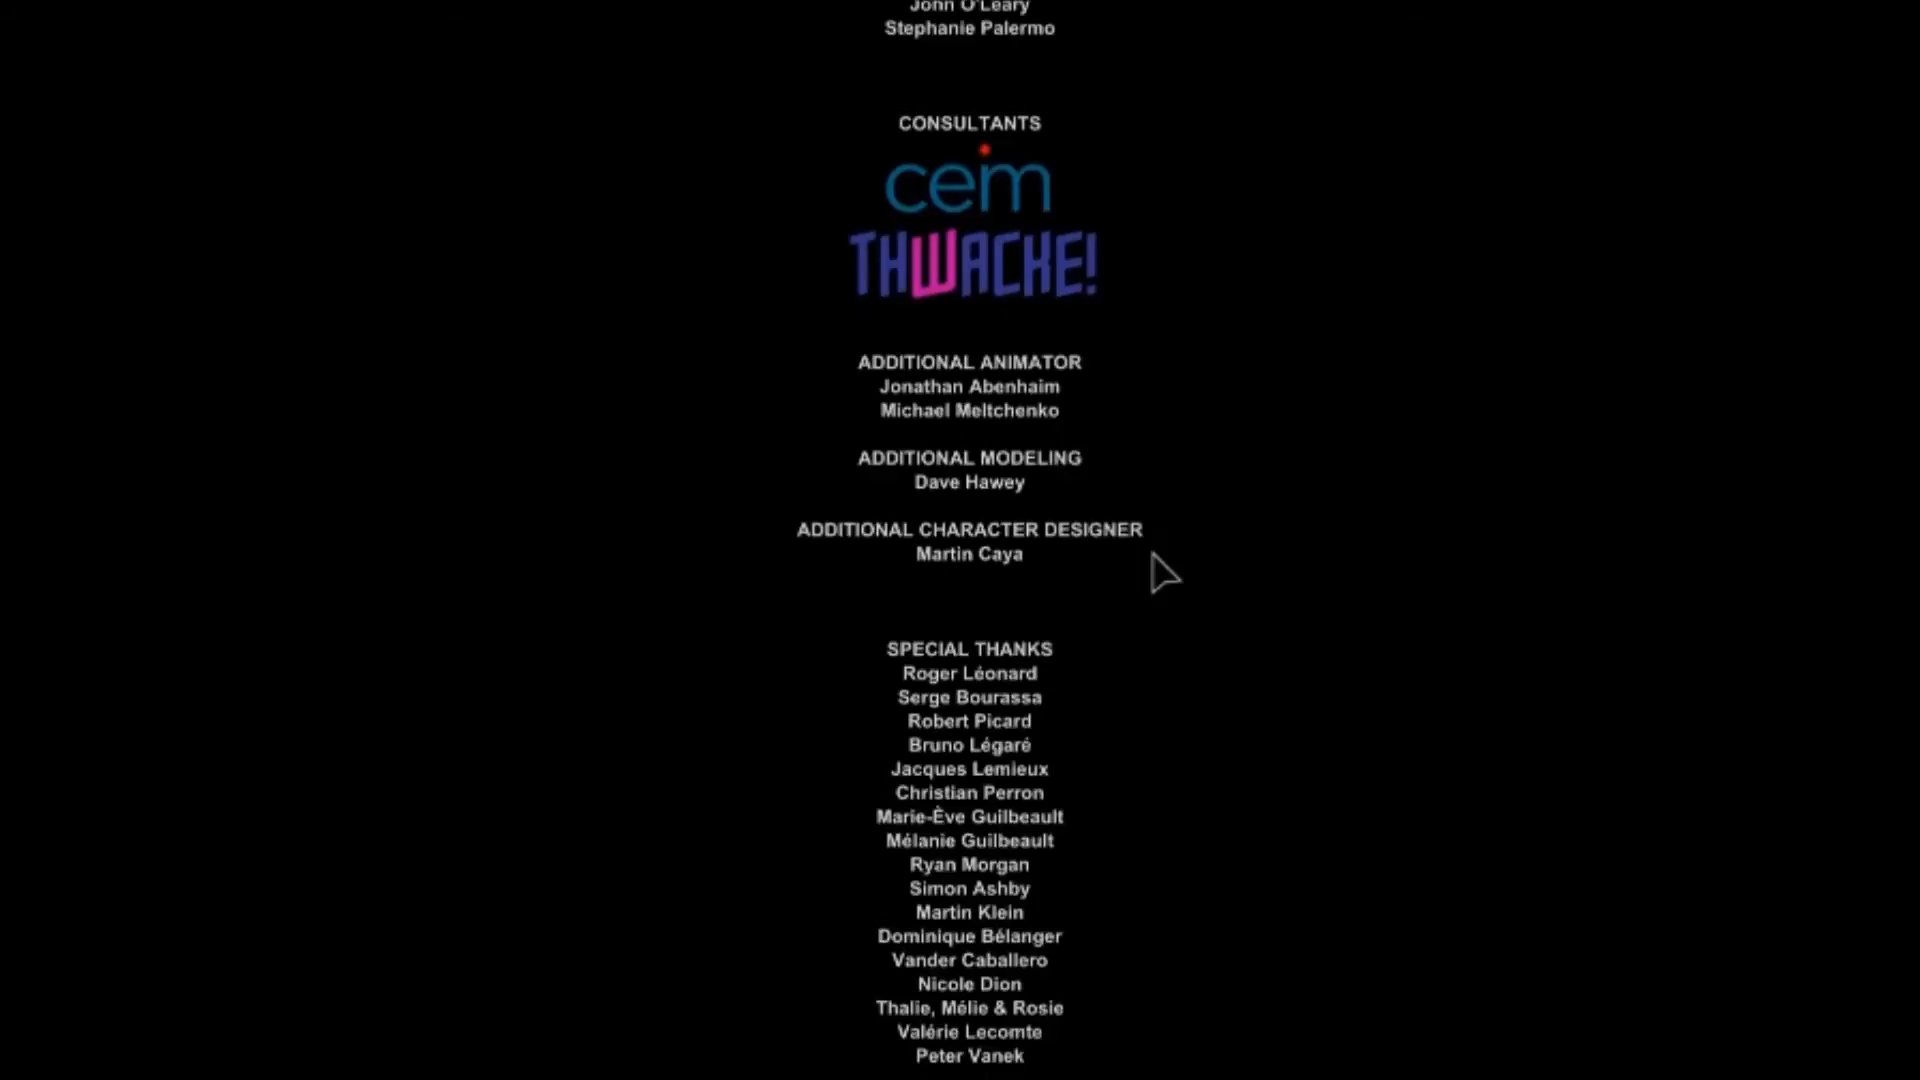 John O'Leary
Stephanie Palermo
CONSULTANTS
ceim
THWACKE!
ADDITIONAL ANIMATOR
Jonathan Abenhaim
Michael Meltchenko
ADDITIONAL MODELING
Dave Hawey
ADDITIONAL CHARACTER DESIGNER
Martin Caya
SPECIAL THANKS
Roger Léonard
Serge Bourassa
Robert Picard
Bruno Légaré
Jacques Lemieux
Christian Perron
Marie-Ève Guilbeault
Mélanie Guilbeault
Ryan Morgan
Simon Ashby
Martin Klein
Dominique Bélanger
Vander Caballero
Nicole Dion
Thalie, Mélie & Rosie
Valérie Lecomte
Peter Vanek